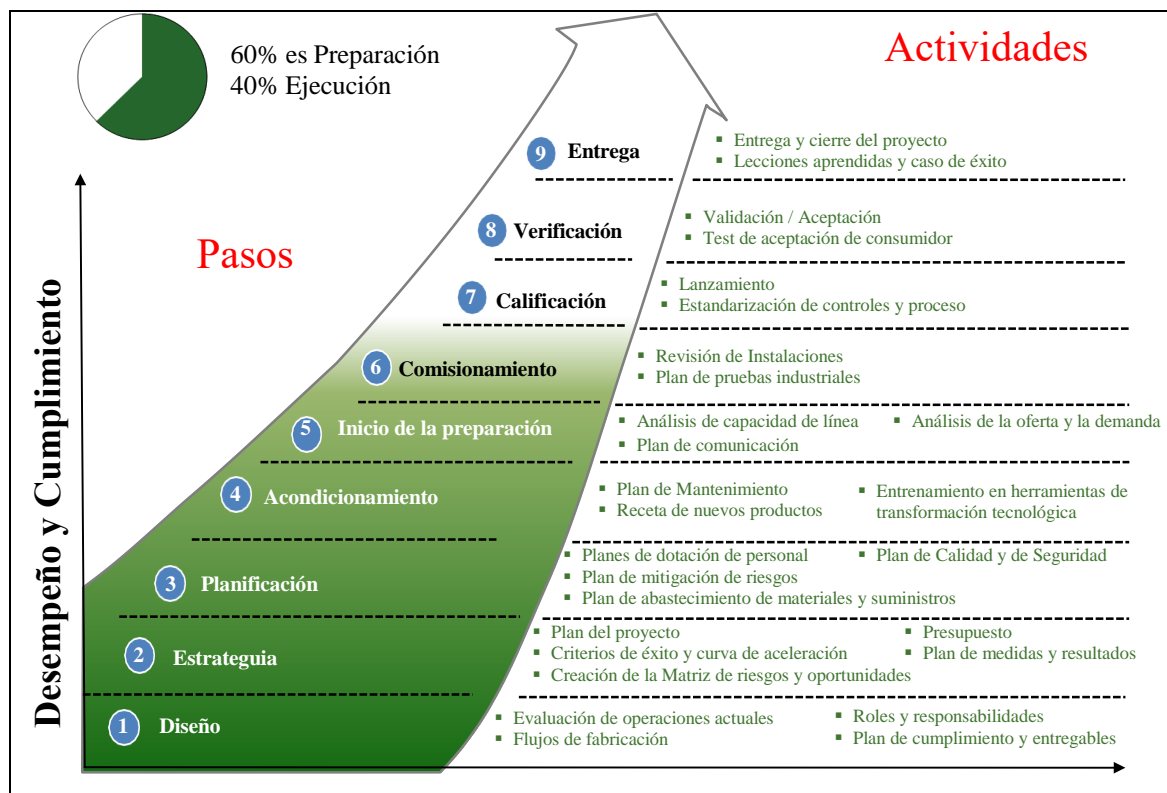 60% es Preparación
40% Ejecución
Actividades
Pasos
Desempeño y Cumplimiento
9 Entrega
▪ Entrega y cierre del proyecto
▪ Lecciones aprendidas y caso de éxito
8 Verificación
▪ Validación / Aceptación
▪ Test de aceptación de consumidor
7 Calificación
▪ Lanzamiento
▪ Estandarización de controles y proceso
6 Comisionamiento
▪ Revisión de Instalaciones
▪ Plan de pruebas industriales
5 Inicio de la preparación
▪ Análisis de capacidad de línea
▪ Plan de comunicación
▪ Análisis de la oferta y la demanda
4 Acondicionamiento
▪ Plan de Mantenimiento
▪ Receta de nuevos productos
▪ Entrenamiento en herramientas de
transformación tecnológica
3 Planificación
▪ Planes de dotación de personal
▪ Plan de mitigación de riesgos
▪ Plan de abastecimiento de materiales y suministros
▪ Plan de Calidad y de Seguridad
2 Estrateguia
▪ Plan del proyecto
▪ Criterios de éxito y curva de aceleración
▪ Creación de la Matriz de riesgos y oportunidades
▪ Presupuesto
▪ Plan de medidas y resultados
1 Diseño
▪ Evaluación de operaciones actuales
▪ Flujos de fabricación
▪ Roles y responsabilidades
▪ Plan de cumplimiento y entregables